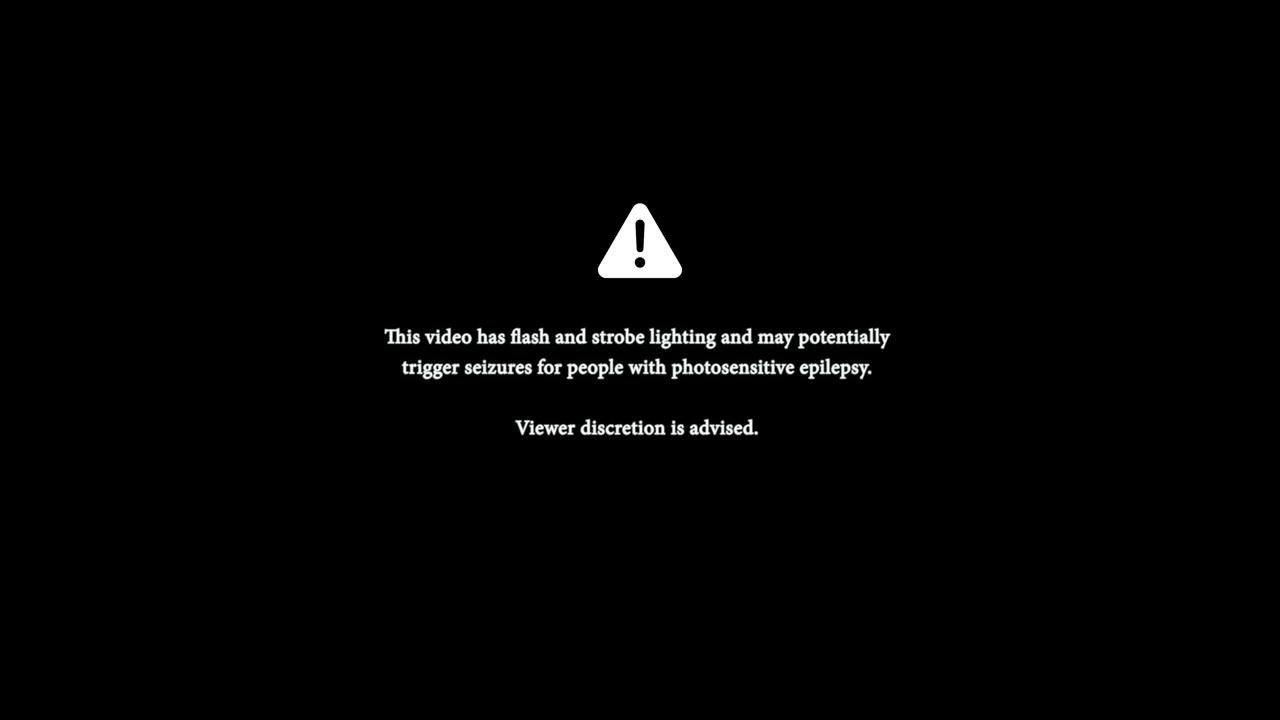 This video has flash and strobe lighting and may potentially
trigger seizures for people with photosensitive epilepsy.
Viewer discretion is advised.